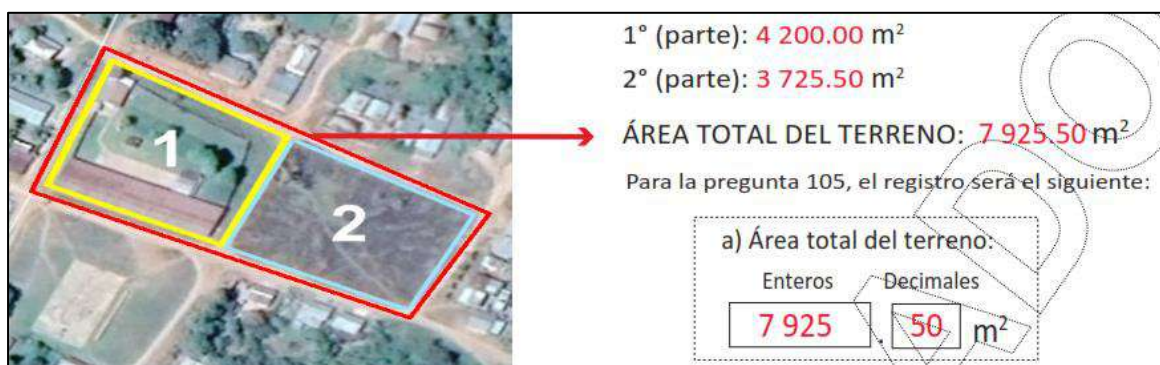 1° (parte): 4 200.00 m²
2° (parte): 3 725.50 m²
ÁREA TOTAL DEL TERRENO: 7 925.50 m²
Para la pregunta 105, el registro será el siguiente:
a) Área total del terreno:
Enteros Decimales
7 925 . 50 m²
1
2